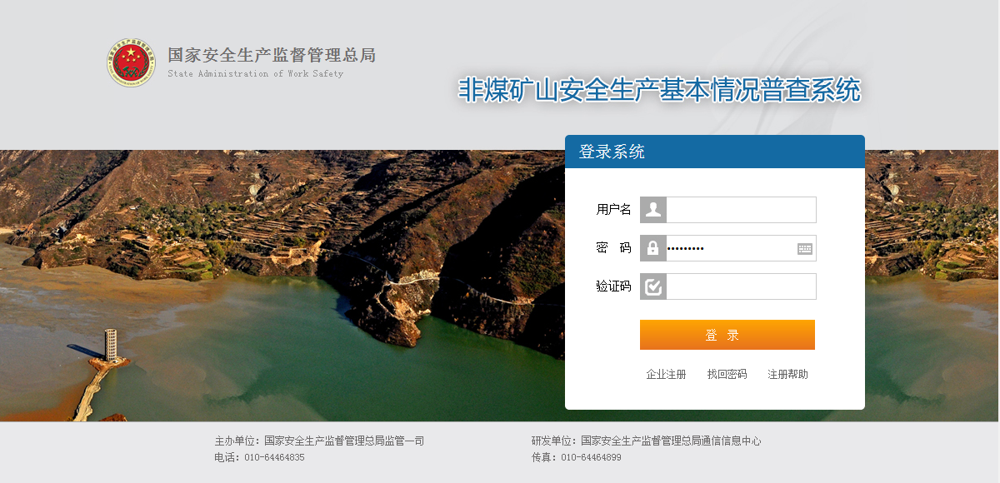 国家安全生产监督管理总局
State Administration of Work Safety
非煤矿山安全生产基本情况普查系统
登录系统
用户名
密 码 •••••••••
验证码
登 录
企业注册 找回密码 注册帮助
主办单位：国家安全生产监督管理总局监管一司 研发单位：国家安全生产监督管理总局通信信息中心
电话：010-64464835 传真：010-64464899